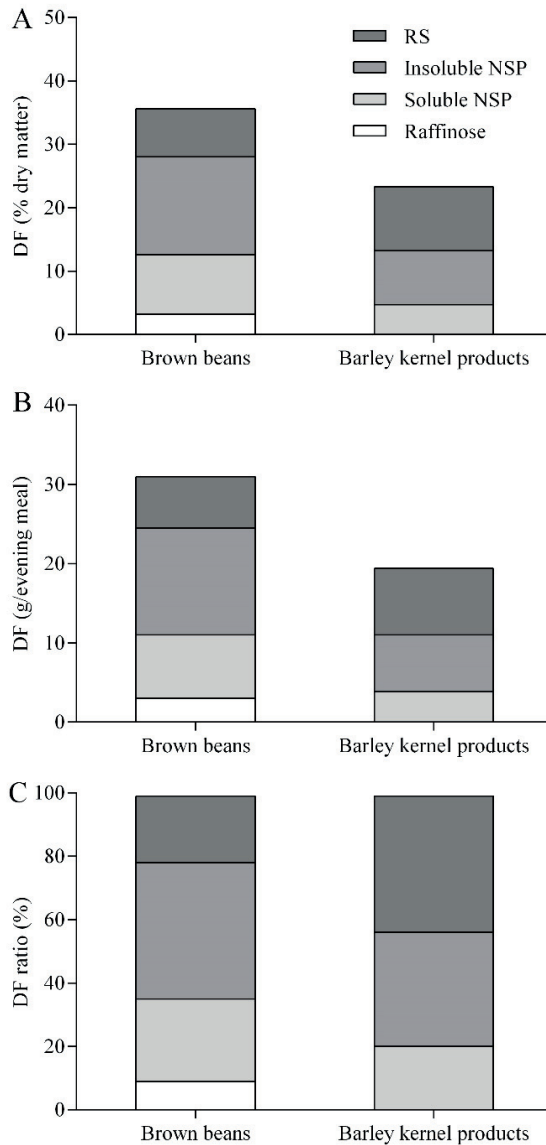 A
50
40
30
20
10
0
DF (% dry matter)
RS
Insoluble NSP
Soluble NSP
Raffinose
Brown beans
Barley kernel products
B
40
30
20
10
0
DF (g/evening meal)
Brown beans
Barley kernel products
C
100
80
60
40
20
0
DF ratio (%)
Brown beans
Barley kernel products